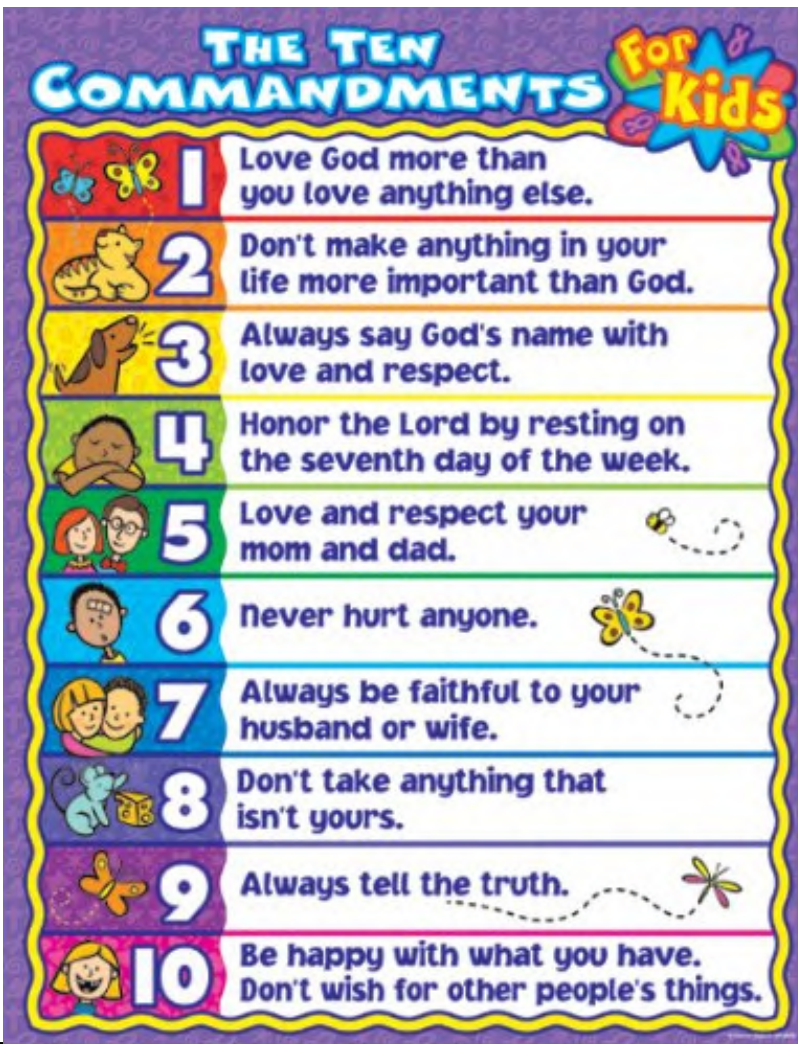 THE TEN
COMMANDMENTS
For
Kids
1
Love God more than
you love anything else.
2
Don't make anything in your
life more important than God.
3
Always say God's name with
love and respect.
4
Honor the Lord by resting on
the seventh day of the week.
5
Love and respect your
mom and dad.
6
Never hurt anyone.
7
Always be faithful to your
husband or wife.
8
Don't take anything that
isn't yours.
9
Always tell the truth.
10
Be happy with what you have.
Don't wish for other people's things.